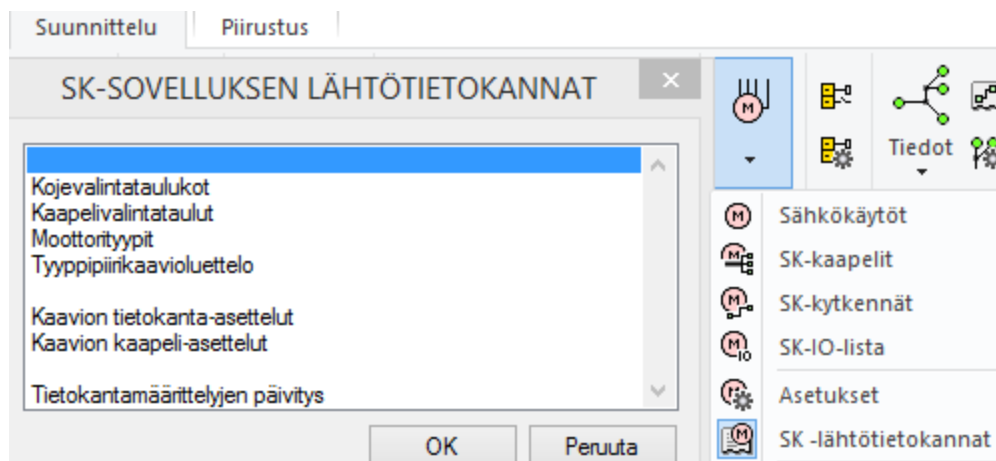 Suunnittelu
Piirustus
SK-SOVELLUKSEN LÄHTÖTIETOKANNAT
Kojevalintataulukot
Kaapelivalintataulut
Moottorityypit
Tyyppipiirikaavioluettelo
Kaavion tietokanta-asettelut
Kaavion kaapeli-asettelut
Tietokantamäärittelyjen päivitys
OK
Peruuta
M
Tiedot
M
Sähkökäytöt
M
SK-kaapelit
M
SK-kytkennät
M
IO
SK-IO-lista
Asetukset
M
SK -lähtötietokannat